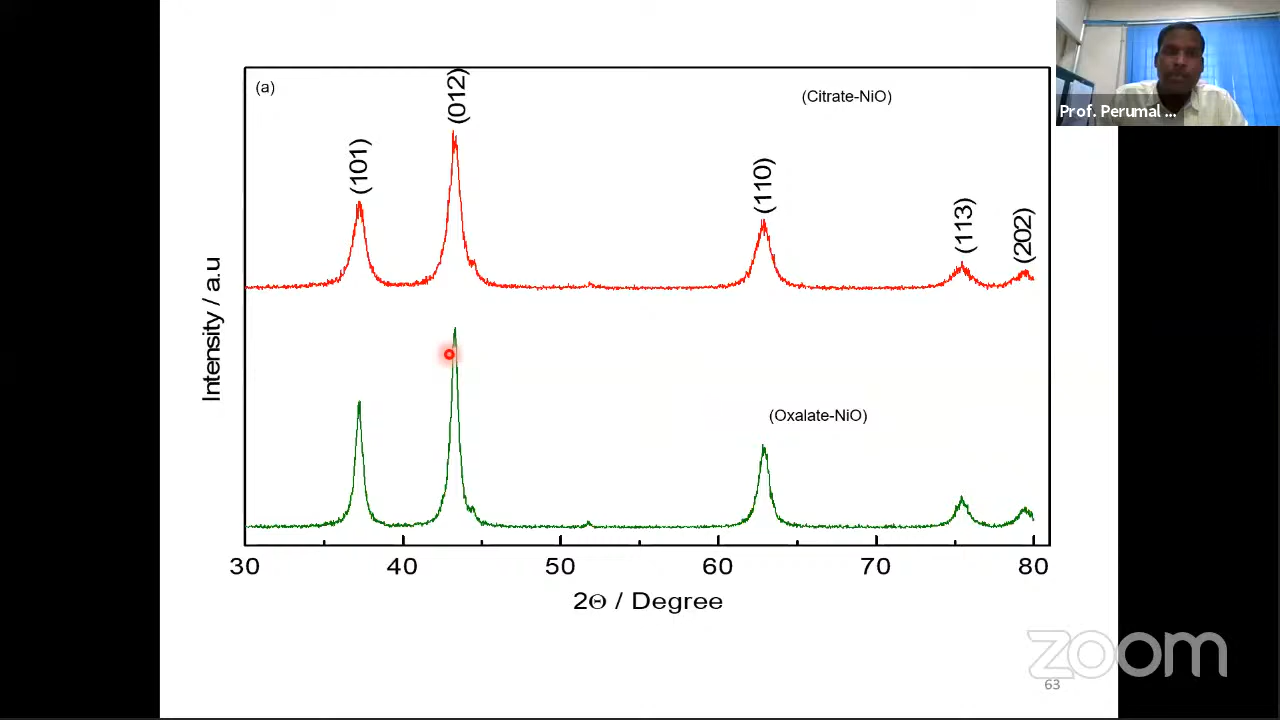 Prof. Perumal ...
(a)
(Citrate-NiO)
(101)
(012)
(110)
(113)
(202)
Intensity / a.u
(Oxalate-NiO)
30 40 50 60 70 80
2Θ / Degree
zoom
63